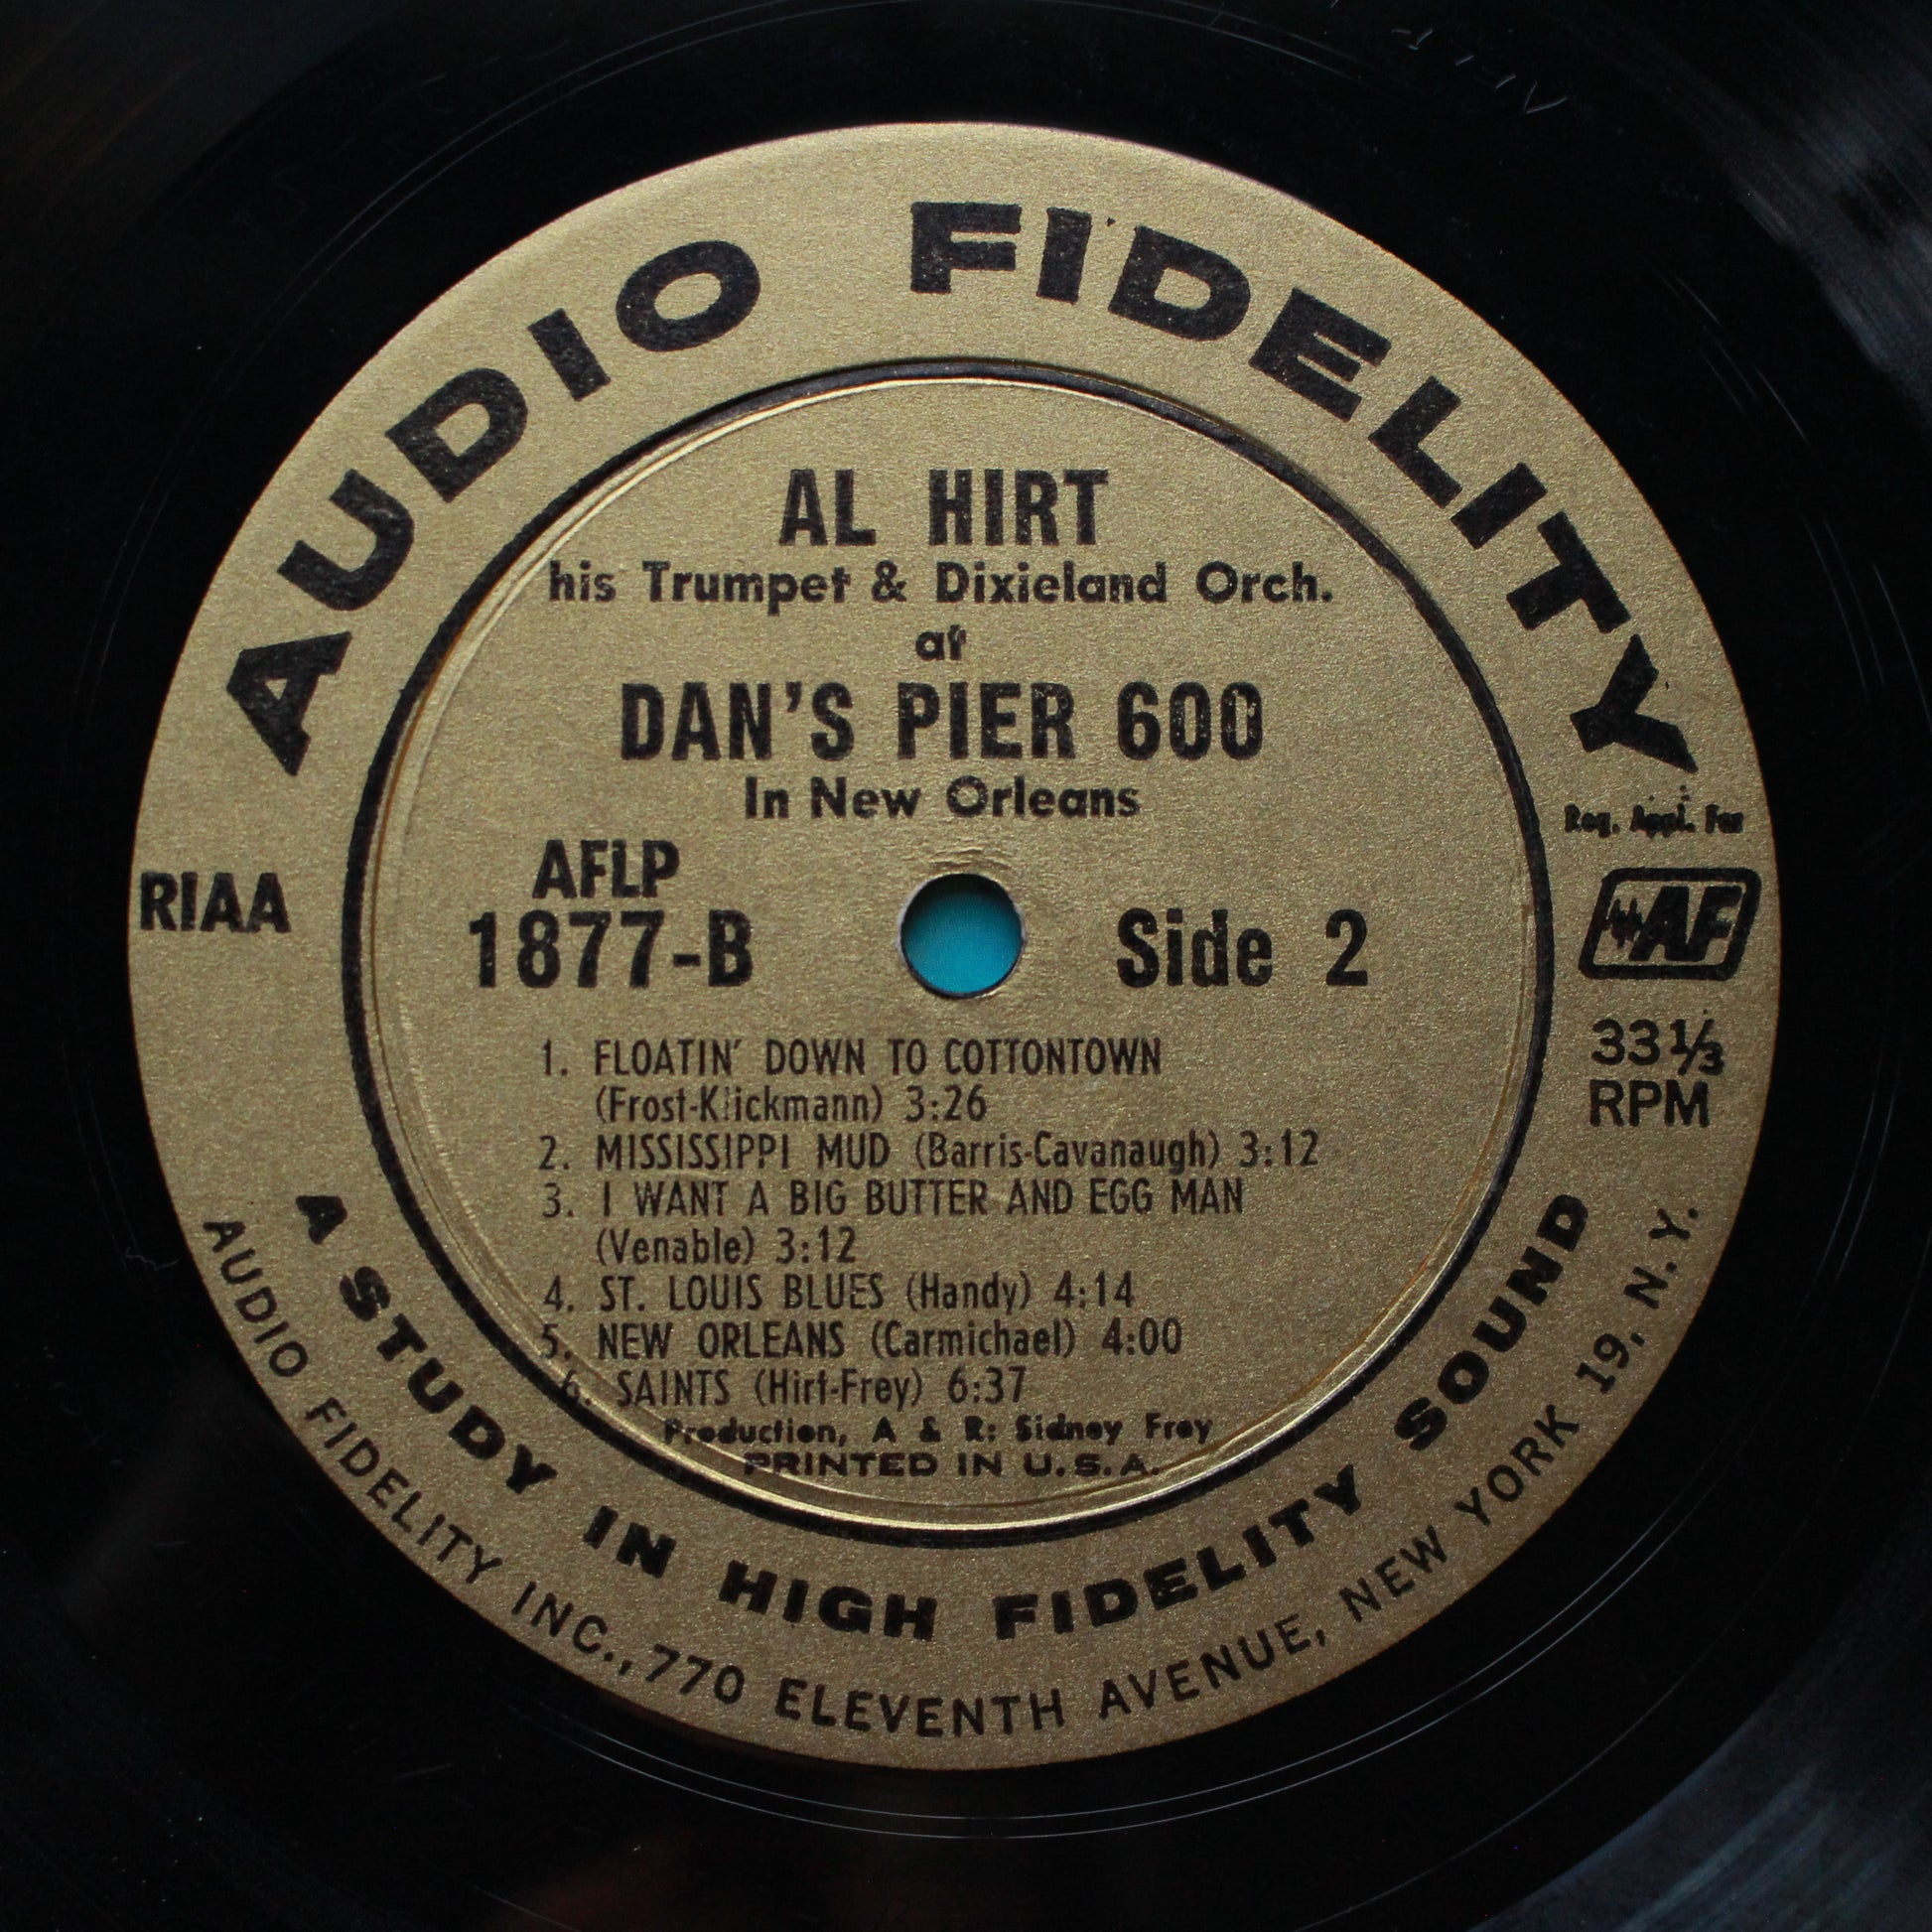 AUDIO FIDELITY
AL HIRT
his Trumpet & Dixieland Orch.
at
DAN'S PIER 600
In New Orleans
Reg. Appl. For
RIAA
AFLP
1877-B
Side 2
AF
33 1/3
RPM
1. FLOATIN' DOWN TO COTTONTOWN
(Frost-Klickmann) 3:26
2. MISSISSIPPI MUD (Barris-Cavanaugh) 3:12
3. I WANT A BIG BUTTER AND EGG MAN
(Venable) 3:12
4. ST. LOUIS BLUES (Handy) 4:14
5. NEW ORLEANS (Carmichael) 4:00
6. SAINTS (Hirt-Frey) 6:37
Production, A & R: Sidney Frey
PRINTED IN U.S.A.
A STUDY IN HIGH FIDELITY SOUND
AUDIO FIDELITY INC., 770 ELEVENTH AVENUE, NEW YORK 19, N.Y.